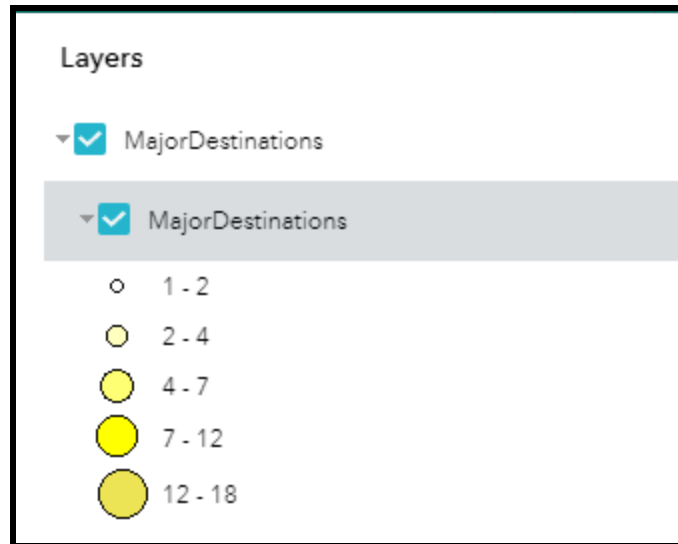 Layers
MajorDestinations
MajorDestinations
1 - 2
2 - 4
4 - 7
7 - 12
12 - 18